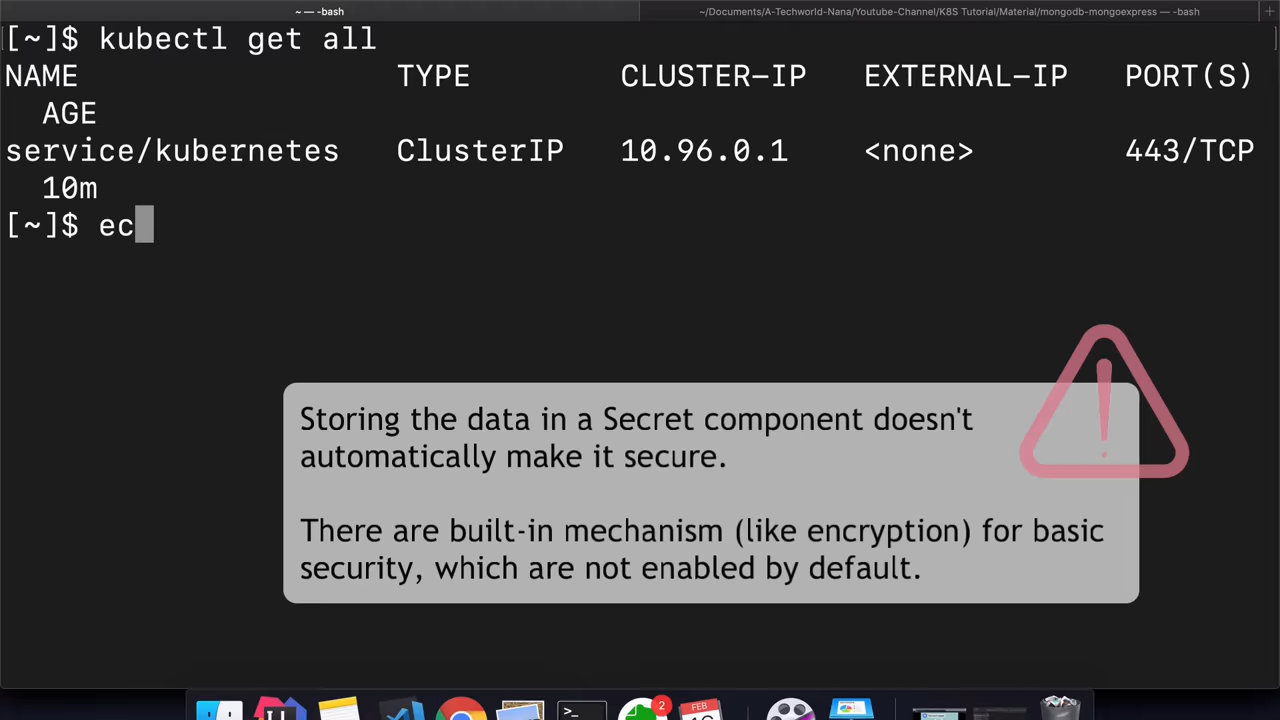 ~ — -bash
~/Documents/A-Techworld-Nana/Youtube-Channel/K8S Tutorial/Material/mongodb-mongoexpress — -bash
[~]$ kubectl get all
NAME TYPE CLUSTER-IP EXTERNAL-IP PORT(S)
AGE
service/kubernetes ClusterIP 10.96.0.1 <none> 443/TCP
10m
[~]$ ec
Storing the data in a Secret component doesn't
automatically make it secure.
There are built-in mechanism (like encryption) for basic
security, which are not enabled by default.
2
FEB